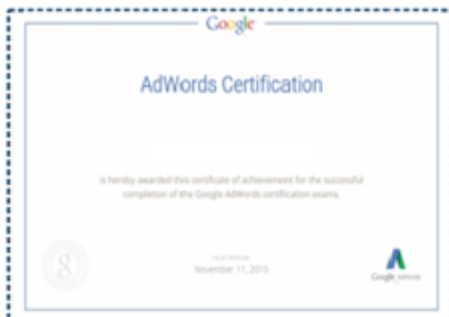 Google
AdWords Certification
is hereby awarded this certificate of achievement for the successful
completion of the Google AdWords certification exams.
November 11, 2015
Google